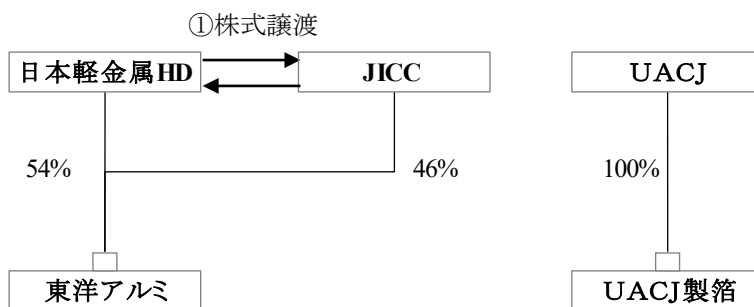 ①株式譲渡
日本軽金属HD
JICC
UACJ
54%
46%
100%
東洋アルミ
UACJ製箔